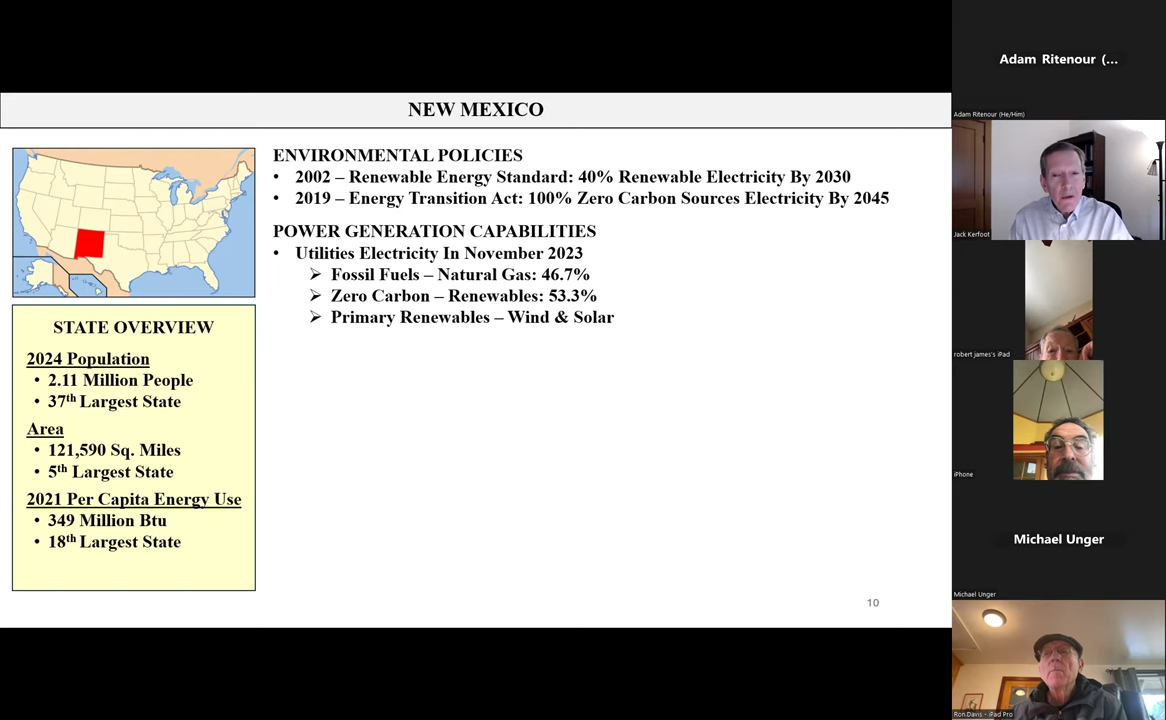 NEW MEXICO
STATE OVERVIEW
2024 Population
• 2.11 Million People
• 37th Largest State
Area
• 121,590 Sq. Miles
• 5th Largest State
2021 Per Capita Energy Use
• 349 Million Btu
• 18th Largest State
ENVIRONMENTAL POLICIES
• 2002 – Renewable Energy Standard: 40% Renewable Electricity By 2030
• 2019 – Energy Transition Act: 100% Zero Carbon Sources Electricity By 2045
POWER GENERATION CAPABILITIES
• Utilities Electricity In November 2023
➢ Fossil Fuels – Natural Gas: 46.7%
➢ Zero Carbon – Renewables: 53.3%
➢ Primary Renewables – Wind & Solar
10
Adam Ritenour (...
Adam Ritenour (He/Him)
Jack Kerfoot
robert james's iPad
iPhone
Michael Unger
Michael Unger
Ron Davis - iPad Pro